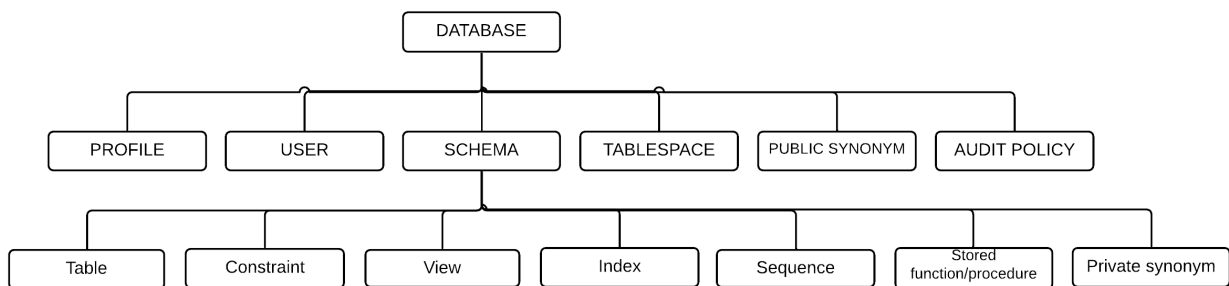 DATABASE
PROFILE
USER
SCHEMA
TABLESPACE
PUBLIC SYNONYM
AUDIT POLICY
Table
Constraint
View
Index
Sequence
Stored
function/procedure
Private synonym